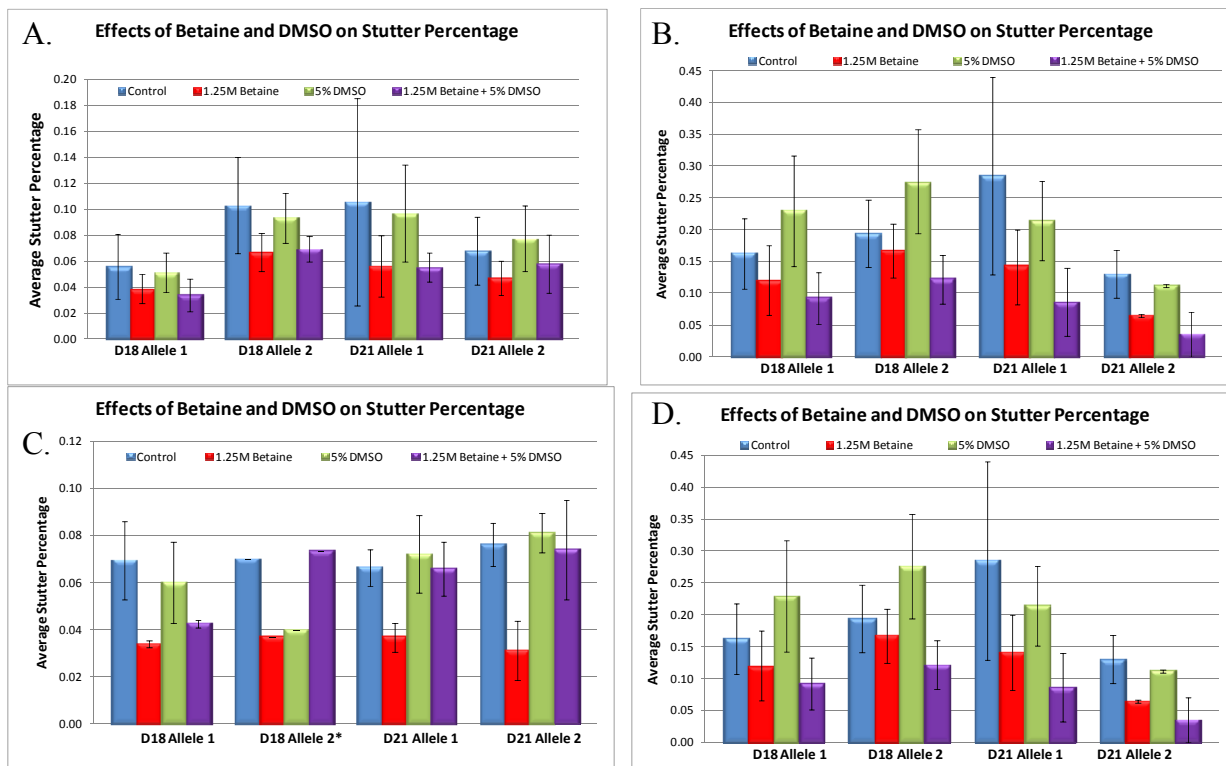 A.
Effects of Betaine and DMSO on Stutter Percentage
Average Stutter Percentage
0.20
0.18
0.16
0.14
0.12
0.10
0.08
0.06
0.04
0.02
0.00
Control 1.25M Betaine 5% DMSO 1.25M Betaine + 5% DMSO
D18 Allele 1 D18 Allele 2 D21 Allele 1 D21 Allele 2
B.
Effects of Betaine and DMSO on Stutter Percentage
Average Stutter Percentage
0.45
0.40
0.35
0.30
0.25
0.20
0.15
0.10
0.05
0.00
Control 1.25M Betaine 5% DMSO 1.25M Betaine + 5% DMSO
D18 Allele 1 D18 Allele 2 D21 Allele 1 D21 Allele 2
C.
Effects of Betaine and DMSO on Stutter Percentage
Average Stutter Percentage
0.12
0.10
0.08
0.06
0.04
0.02
0.00
Control 1.25M Betaine 5% DMSO 1.25M Betaine + 5% DMSO
D18 Allele 1 D18 Allele 2* D21 Allele 1 D21 Allele 2
D.
Effects of Betaine and DMSO on Stutter Percentage
Average Stutter Percentage
0.45
0.40
0.35
0.30
0.25
0.20
0.15
0.10
0.05
0.00
Control 1.25M Betaine 5% DMSO 1.25M Betaine + 5% DMSO
D18 Allele 1 D18 Allele 2 D21 Allele 1 D21 Allele 2